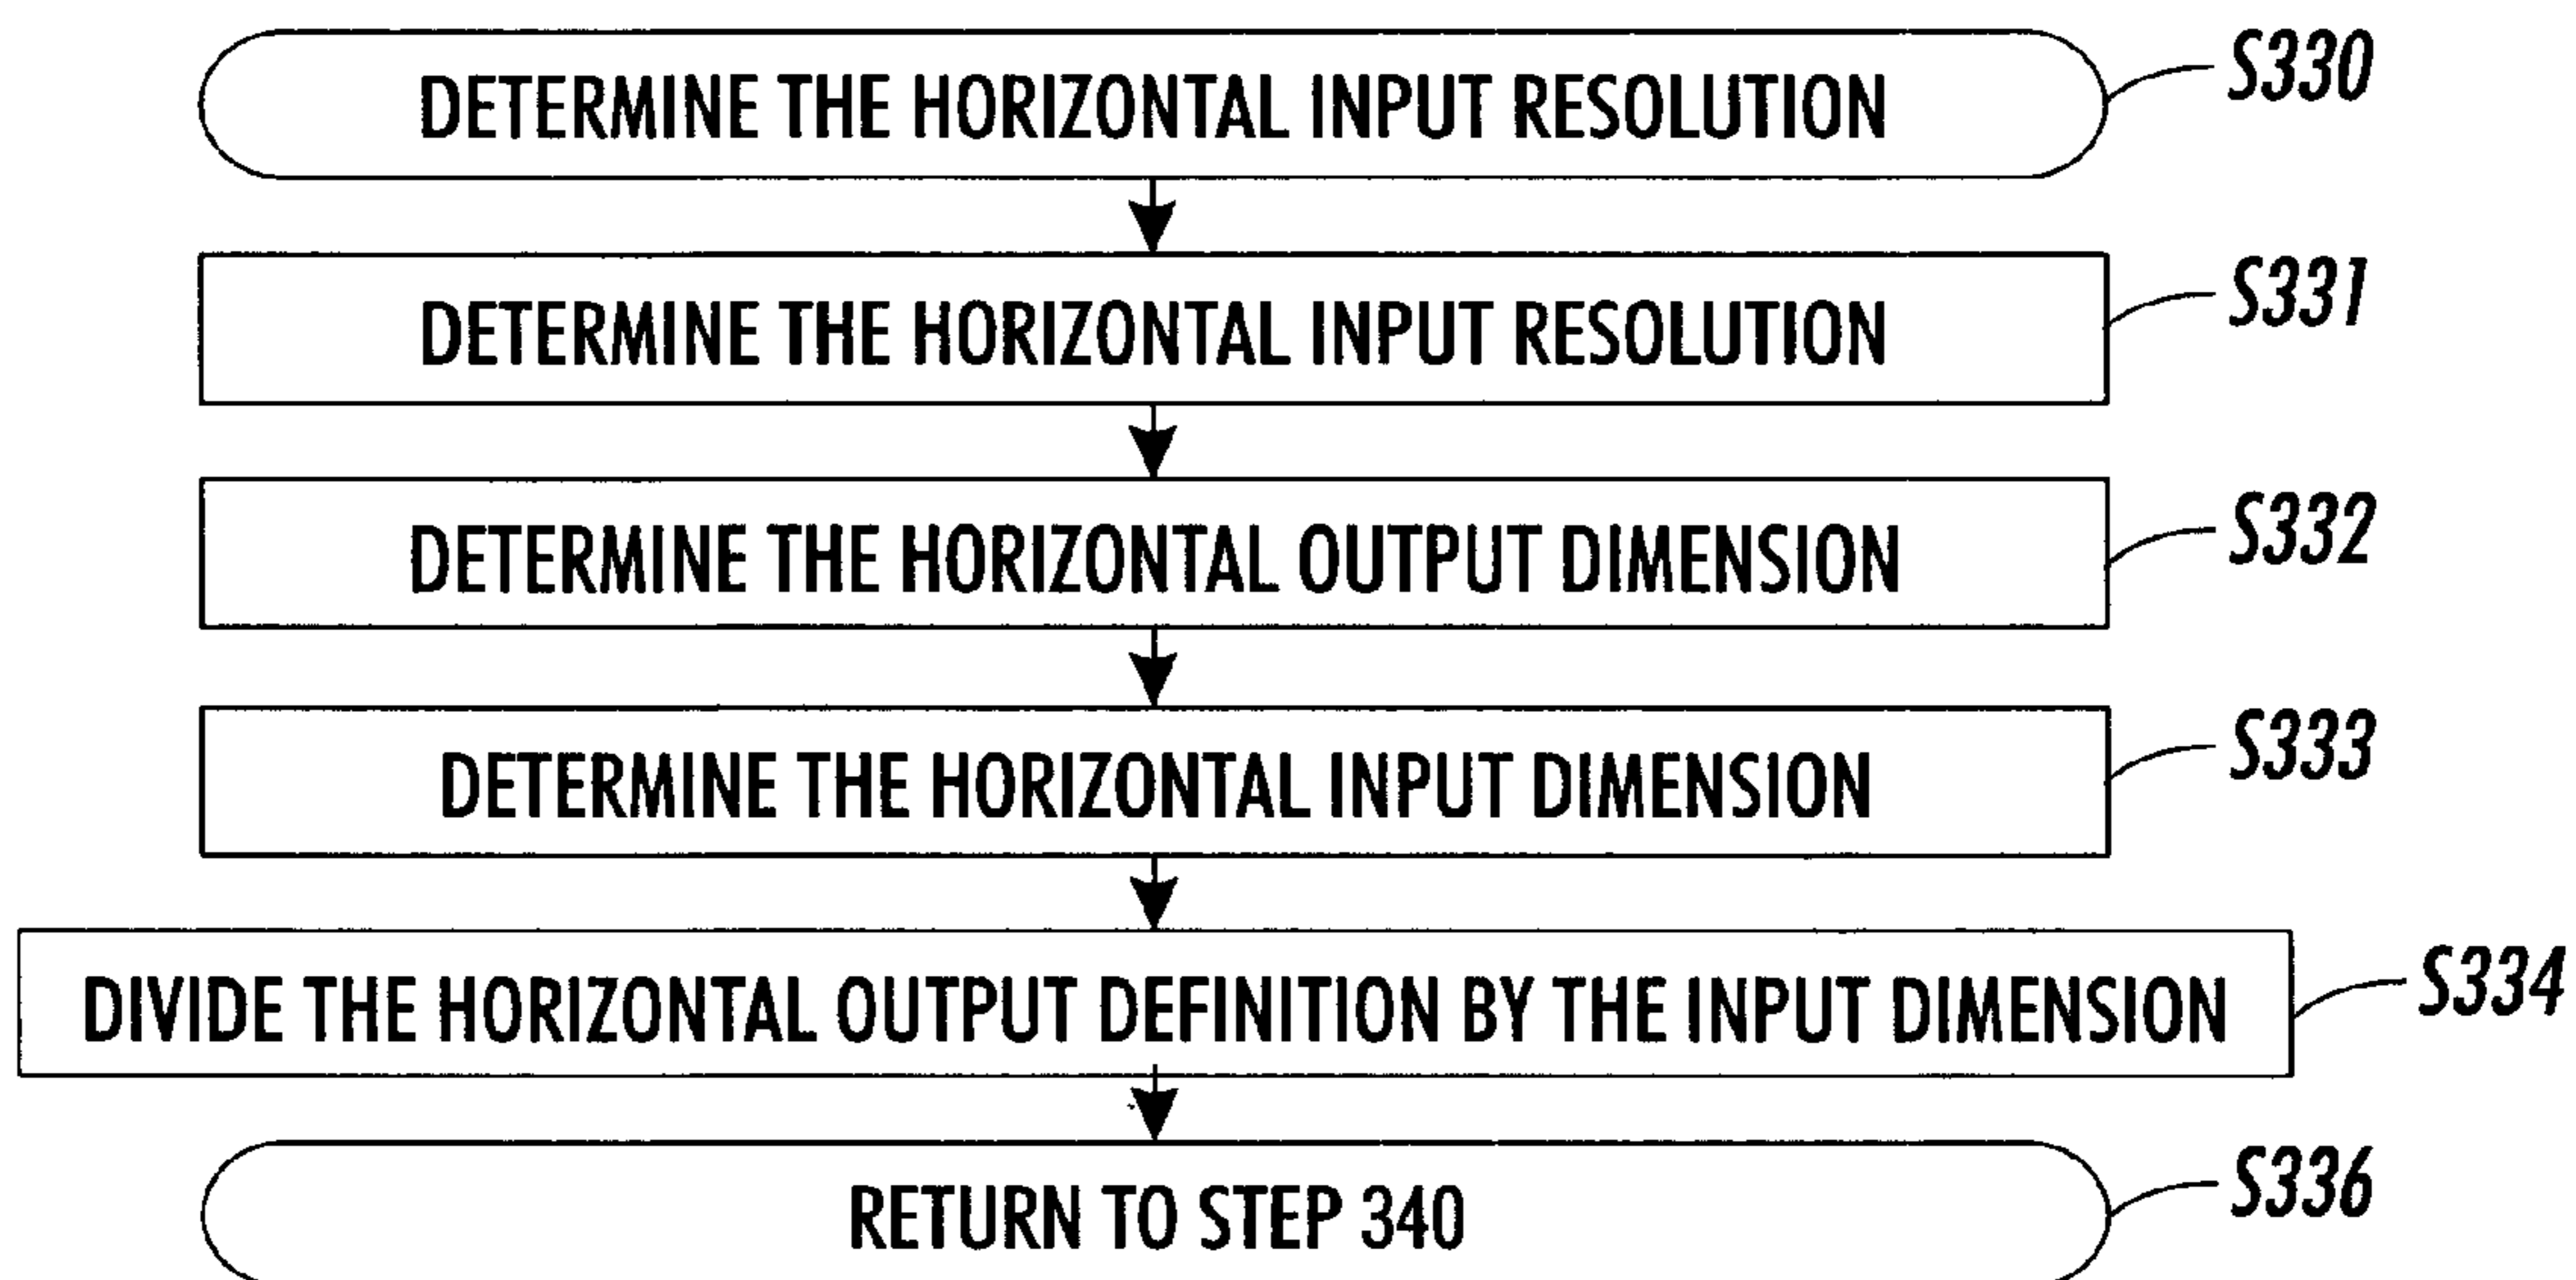 DETERMINE THE HORIZONTAL INPUT RESOLUTION S330
DETERMINE THE HORIZONTAL INPUT RESOLUTION S331
DETERMINE THE HORIZONTAL OUTPUT DIMENSION S332
DETERMINE THE HORIZONTAL INPUT DIMENSION S333
DIVIDE THE HORIZONTAL OUTPUT DEFINITION BY THE INPUT DIMENSION S334
RETURN TO STEP 340 S336